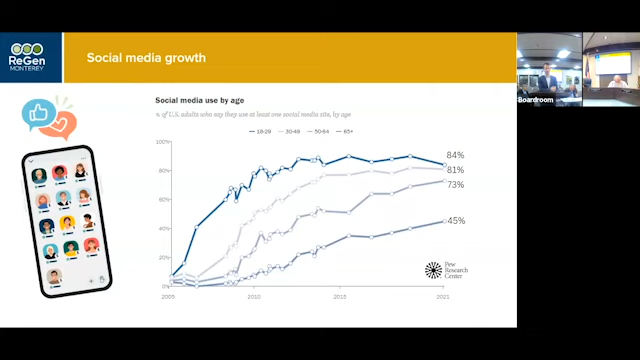 ReGen
MONTEREY
Social media growth
Social media use by age
% of U.S. adults who say they use at least one social media site, by age
18-29 30-49 50-64 65+
100%
80%
60%
40%
20%
0%
84%
81%
73%
45%
2010
2015
2021
Pew
Research
Center
Boardroom